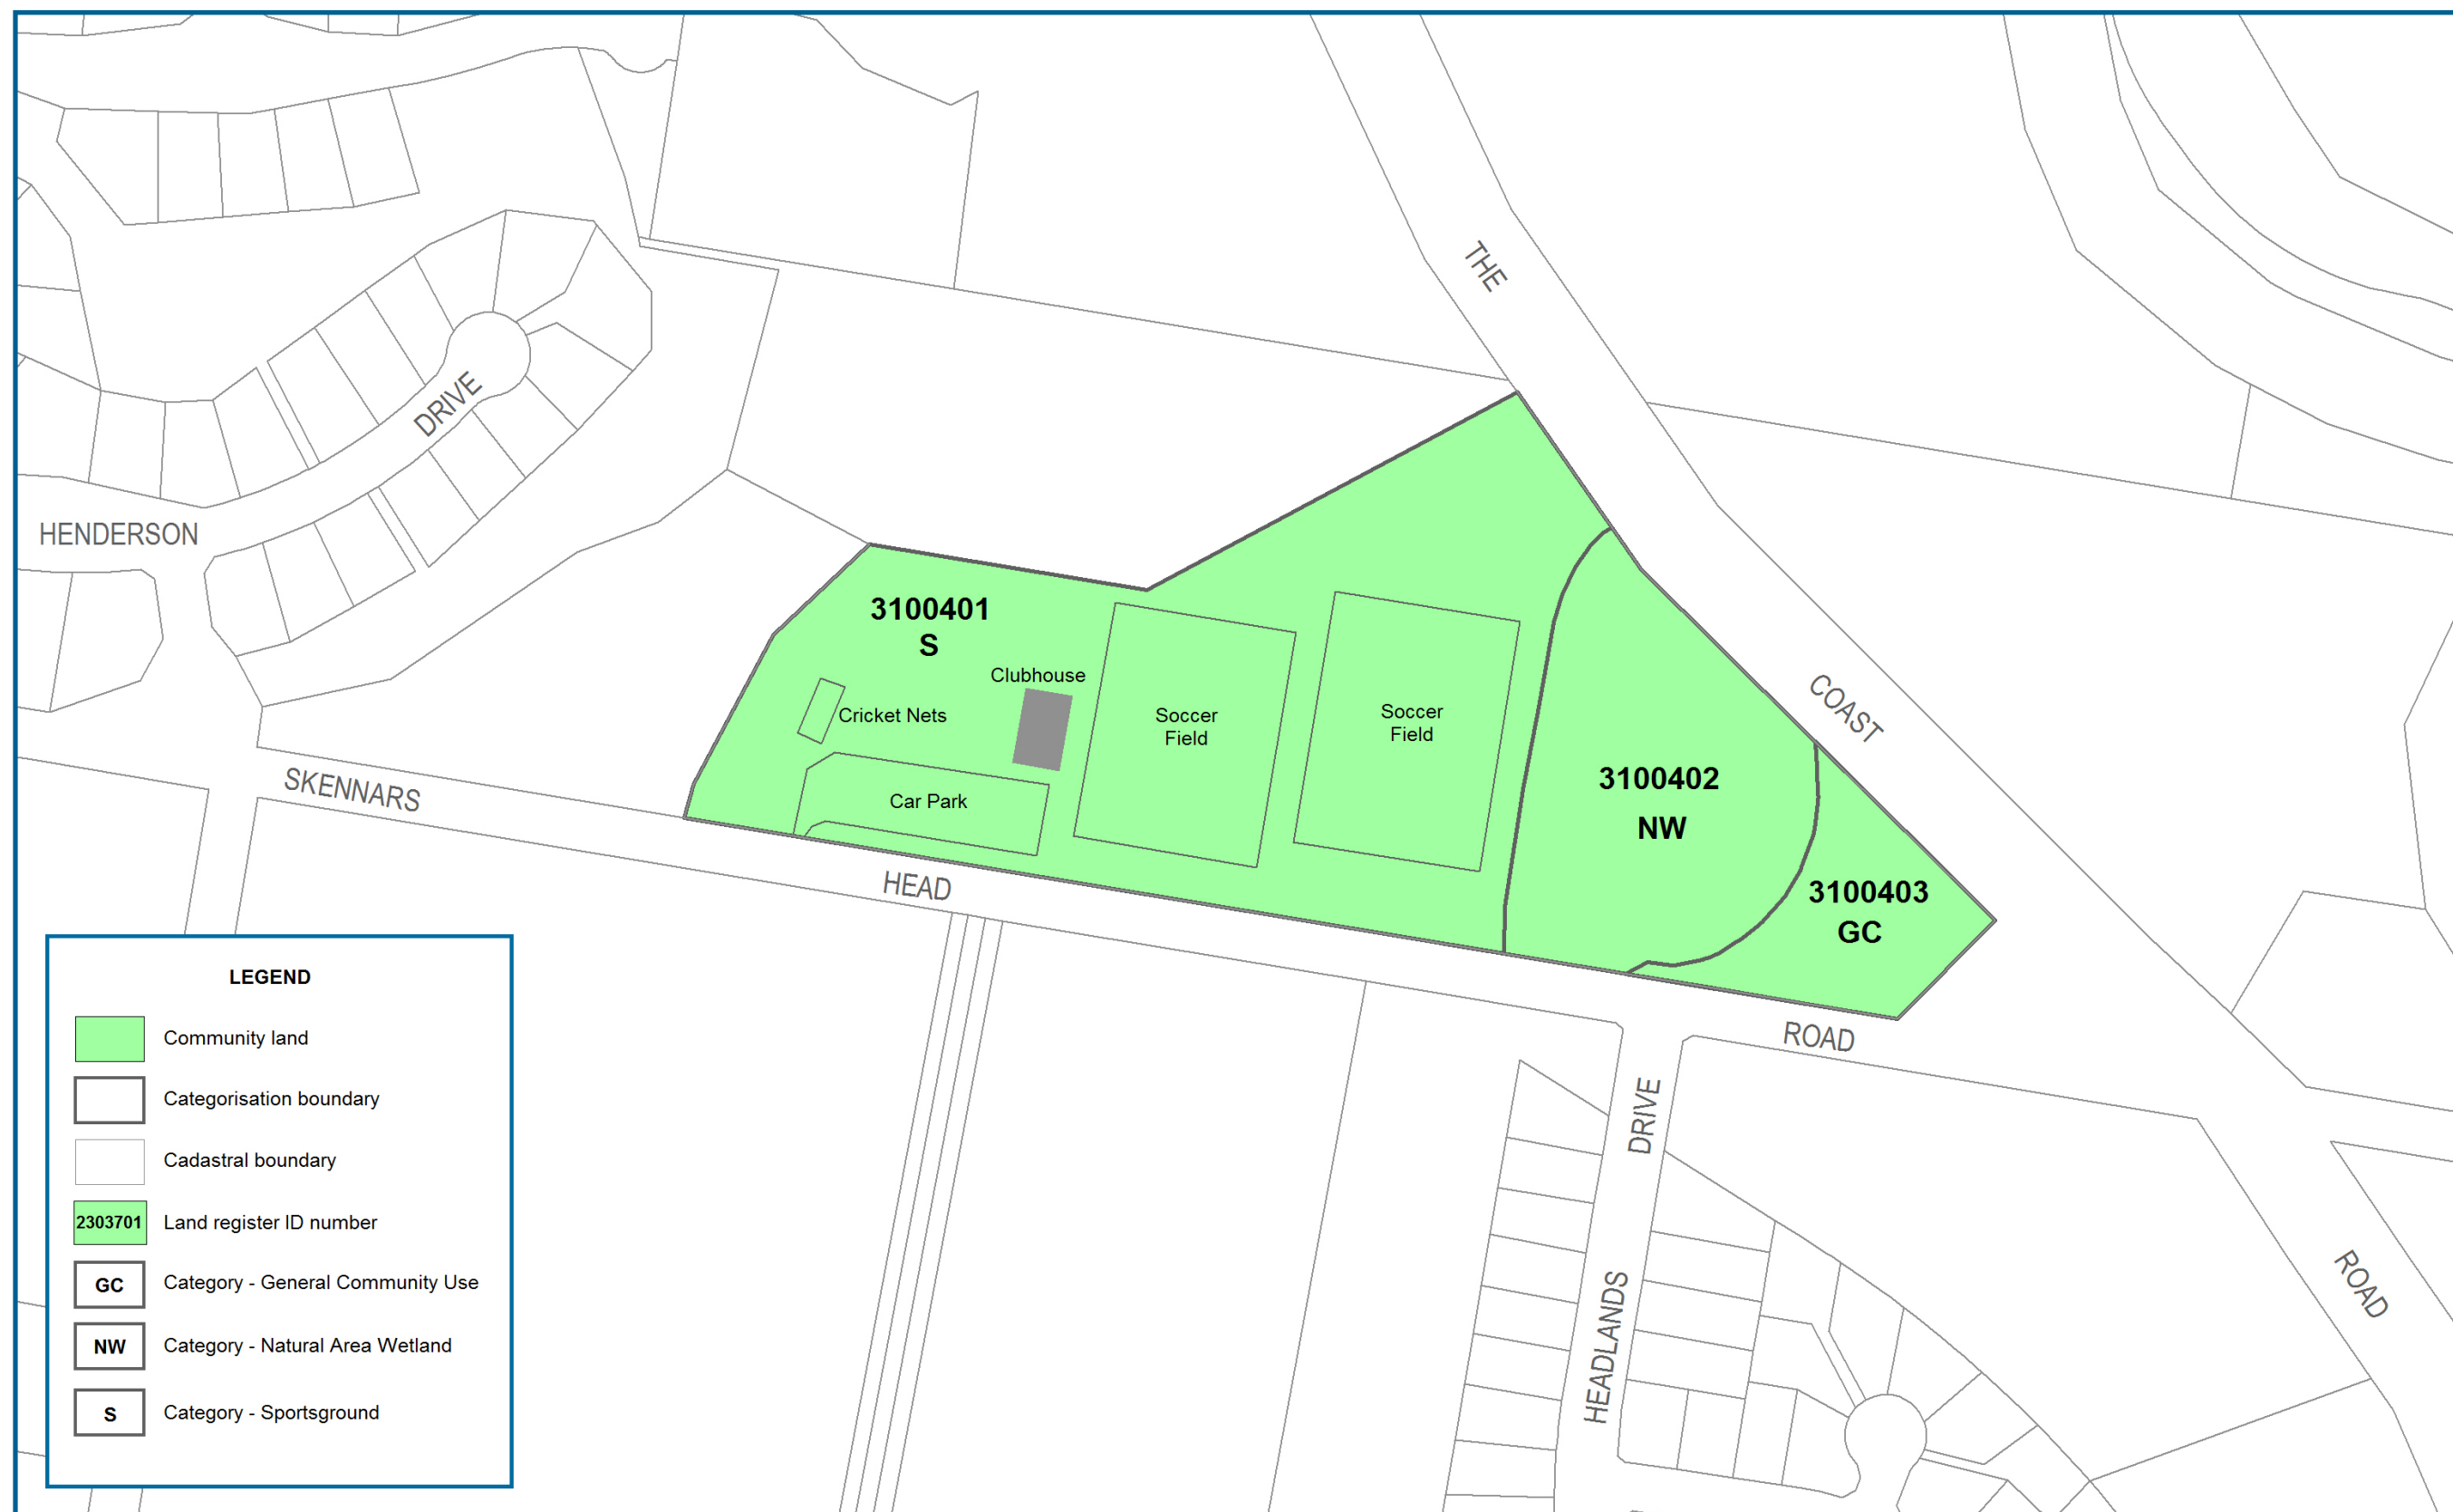 THE
DRIVE
HENDERSON
3100401
S
Clubhouse
Cricket Nets
Soccer
Field
Soccer
Field
COAST
SKENNARS
Car Park
3100402
NW
HEAD
3100403
GC
ROAD
DRIVE
HEADLANDS
ROAD
LEGEND
Community land
Categorisation boundary
Cadastral boundary
2303701 Land register ID number
GC Category - General Community Use
NW Category - Natural Area Wetland
S Category - Sportsground